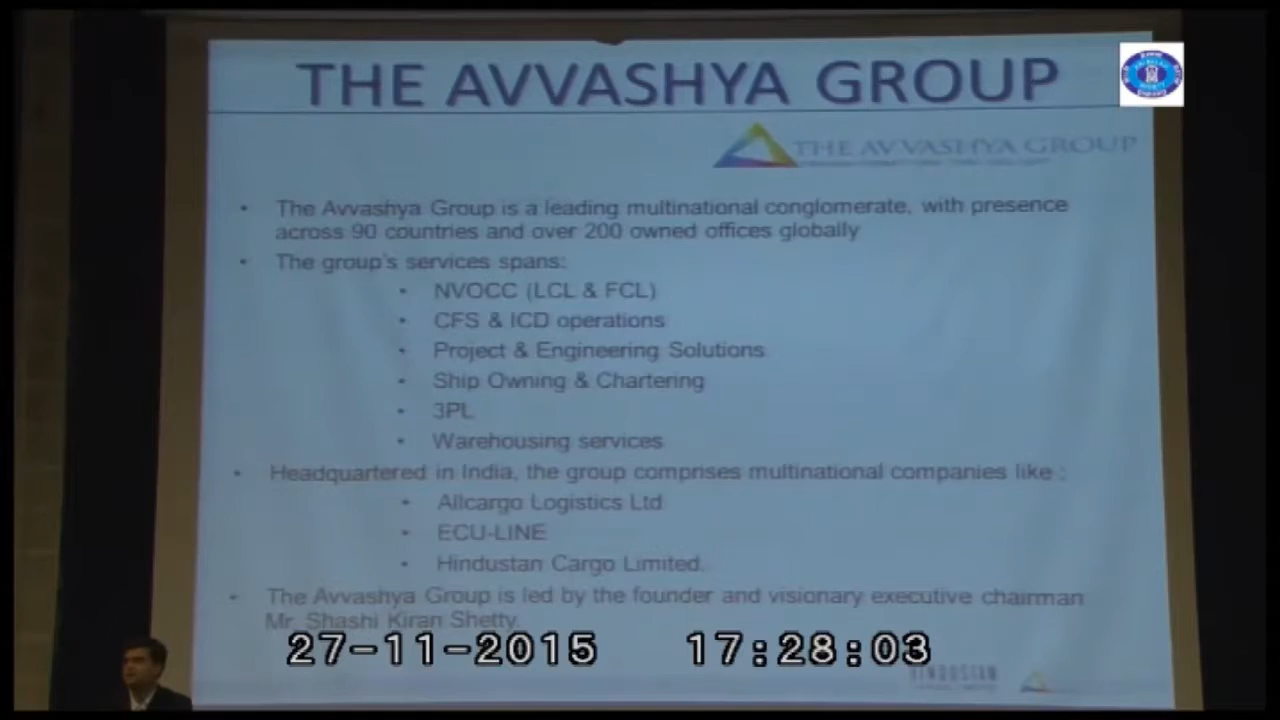 THE AVVASHYA GROUP
THE AVVASHYA GROUP
• The Avvashya Group is a leading multinational conglomerate, with presence
across 90 countries and over 200 owned offices globally
• The group's services spans:
• NVOCC (LCL & FCL)
• CFS & ICD operations
• Project & Engineering Solutions
• Ship Owning & Chartering
• 3PL
• Warehousing services
• Headquartered in India, the group comprises multinational companies like :
• Allcargo Logistics Ltd
• ECU-LINE
• Hindustan Cargo Limited.
• The Avvashya Group is led by the founder and visionary executive chairman
Mr. Shashi Kiran Shetty.
27-11-2015 17:28:03
HINDUSTAN